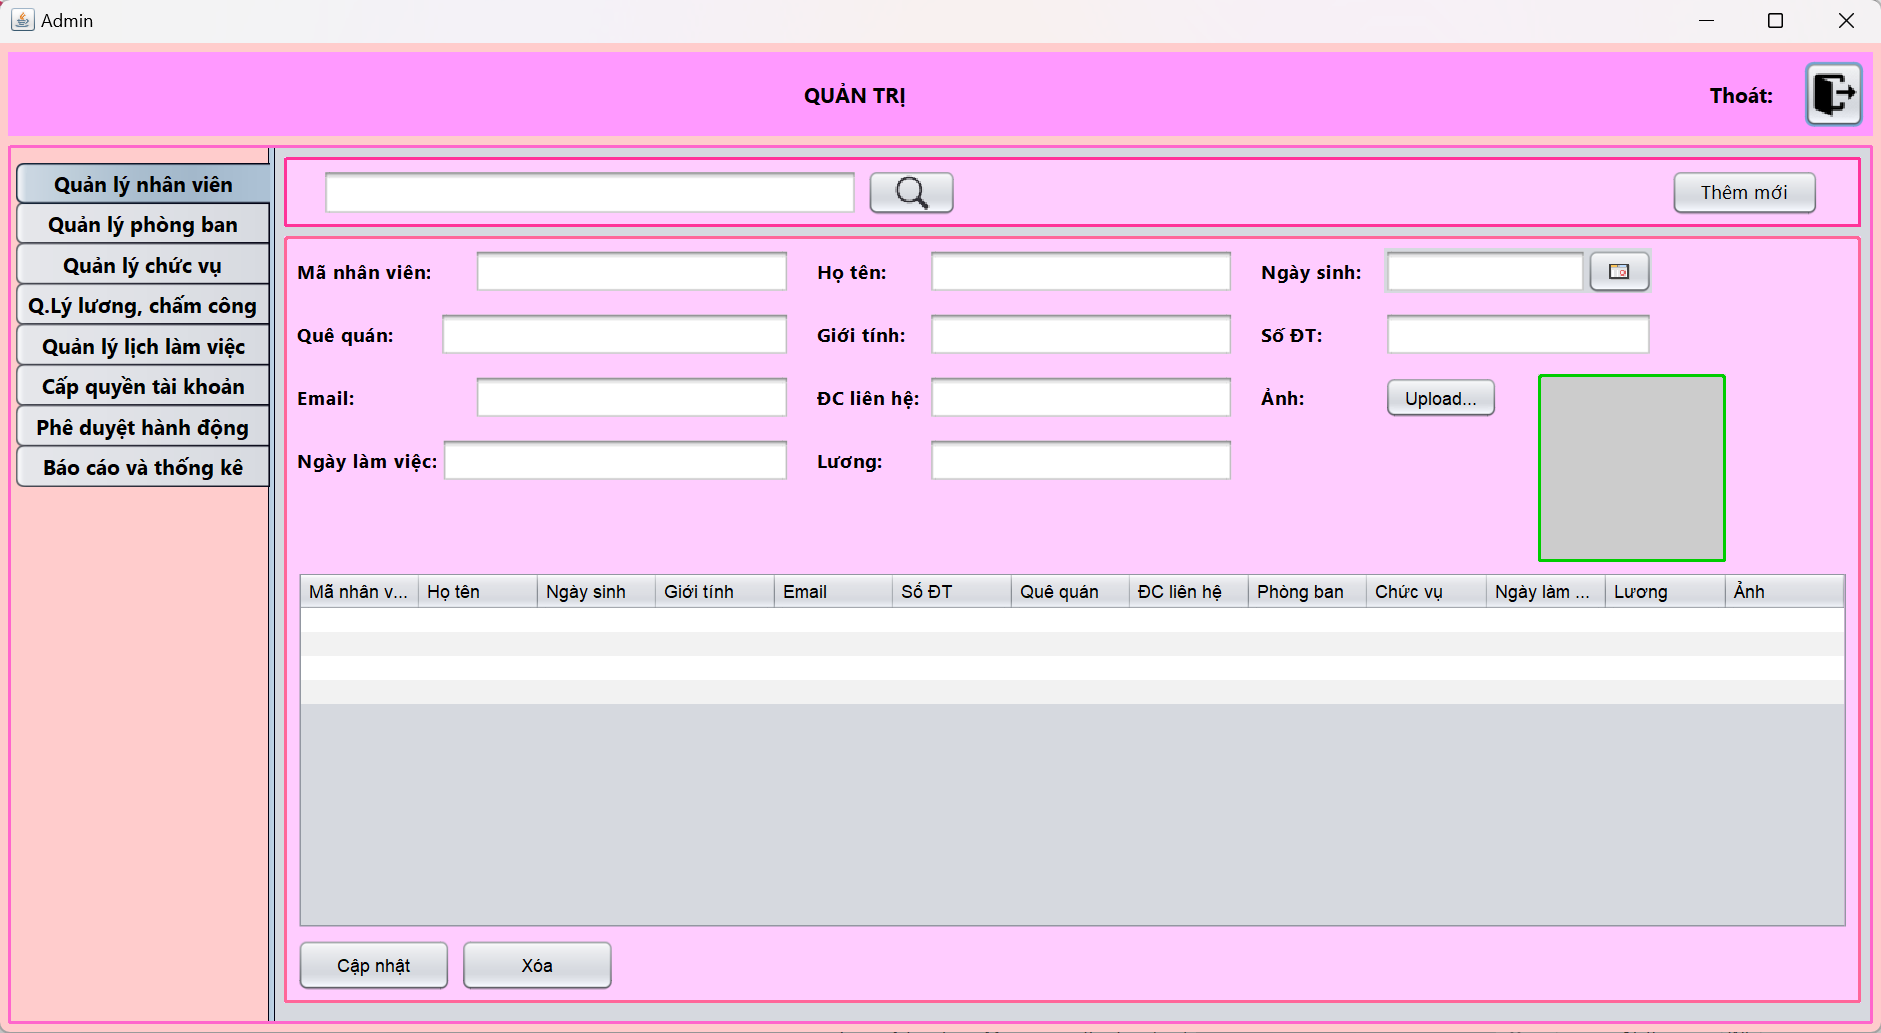 Admin
QUẢN TRỊ
Thoát:
Quản lý nhân viên
Quản lý phòng ban
Quản lý chức vụ
Q.Lý lương, chấm công
Quản lý lịch làm việc
Cấp quyền tài khoản
Phê duyệt hành động
Báo cáo và thống kê
Thêm mới
Mã nhân viên:
Họ tên:
Ngày sinh:
Quê quán:
Giới tính:
Số ĐT:
Email:
ĐC liên hệ:
Ảnh:
Upload...
Ngày làm việc:
Lương:
Mã nhân v... Họ tên Ngày sinh Giới tính Email Số ĐT Quê quán ĐC liên hệ Phòng ban Chức vụ Ngày làm ... Lương Ảnh
Cập nhật
Xóa